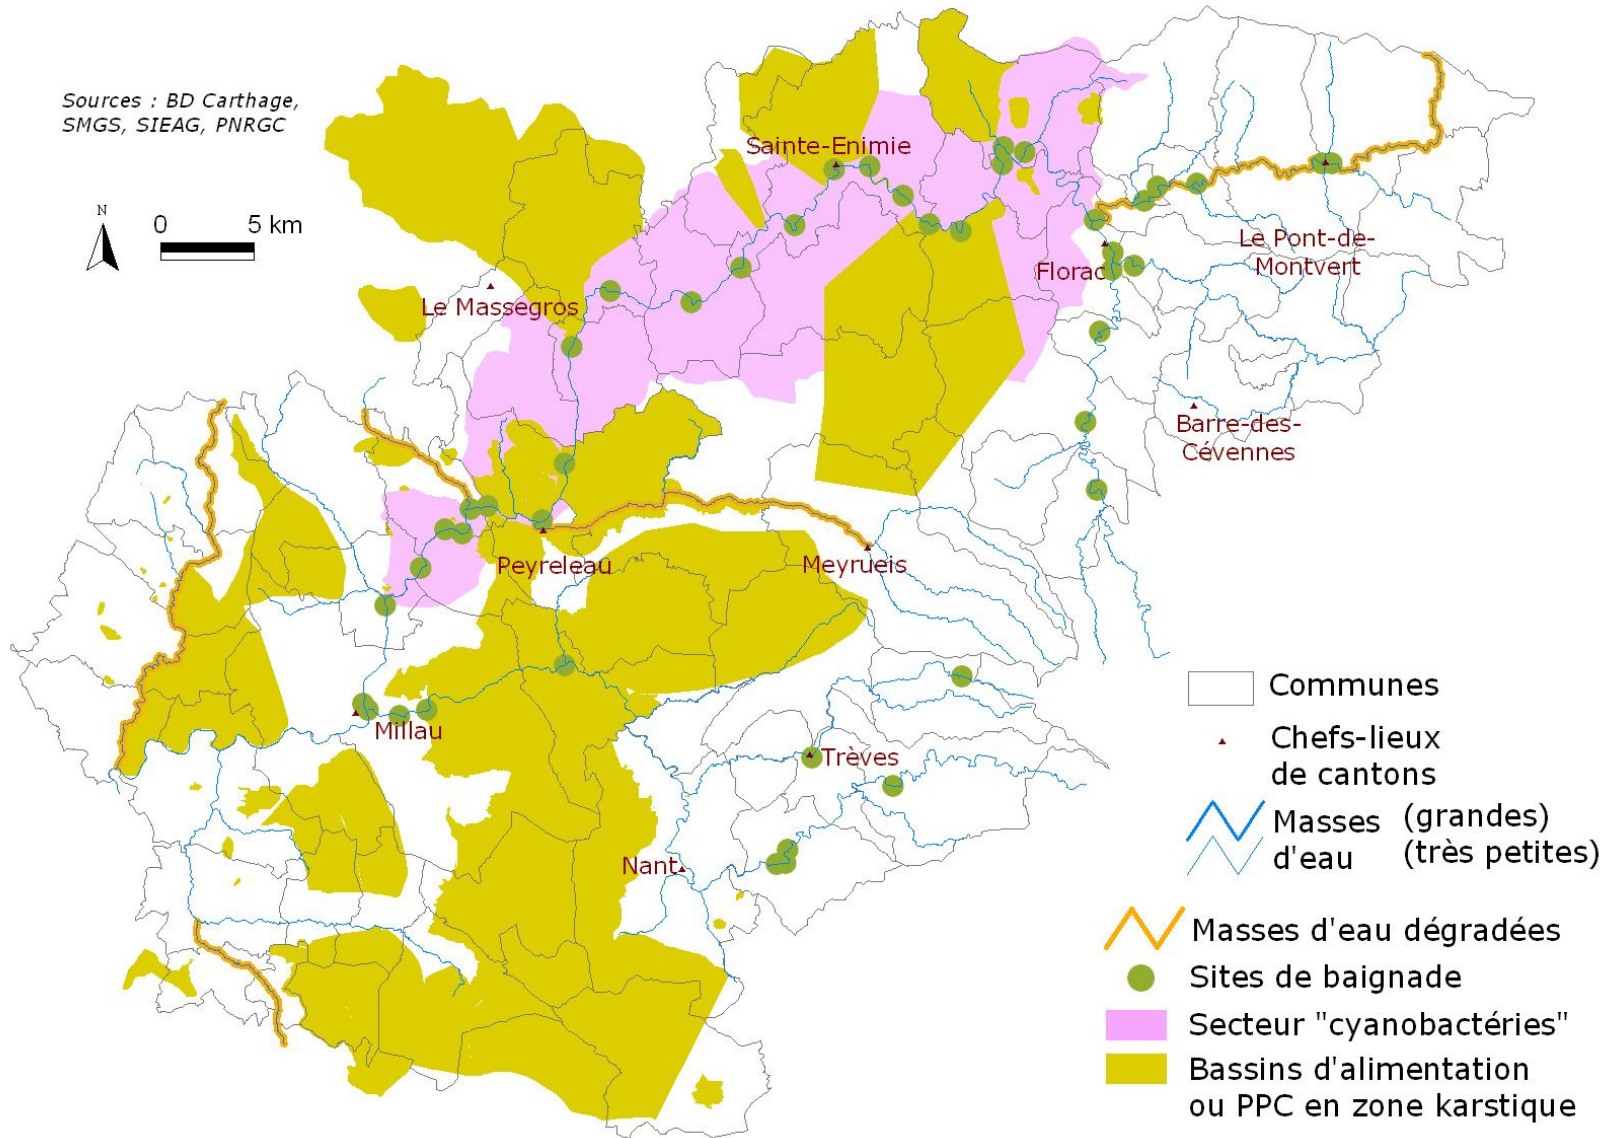 Sources : BD Carthage,
SMGS, SIEAG, PNRGC
N
0 5 km
Sainte-Enimie
Le Massegros
Florac
Le Pont-de-
Montvert
Barre-des-
Cévennes
Peyreleau
Meyrueis
Millau
Trèves
Nant
Communes
Chefs-lieux
de cantons
Masses (grandes)
d'eau (très petites)
Masses d'eau dégradées
Sites de baignade
Secteur "cyanobactéries"
Bassins d'alimentation
ou PPC en zone karstique